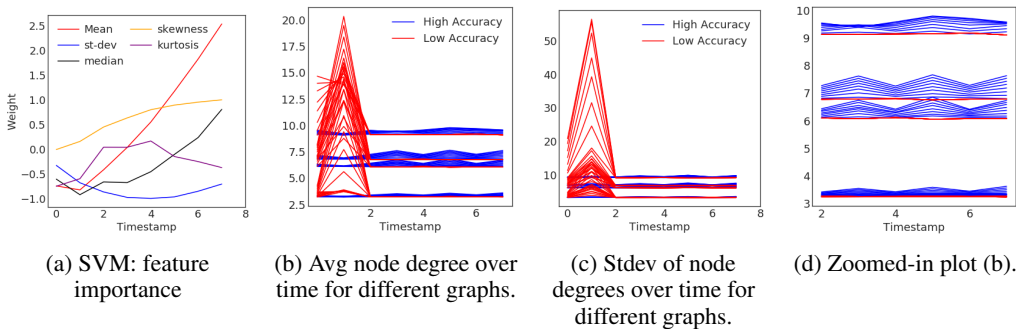 Mean
st-dev
median
skewness
kurtosis
2.5
2.0
1.5
1.0
0.5
0.0
−0.5
−1.0
Weight
0 2 4 6 8
Timestamp
(a) SVM: feature
importance
20.0
17.5
15.0
12.5
10.0
7.5
5.0
2.5
High Accuracy
Low Accuracy
2 4 6 8
Timestamp
(b) Avg node degree over
time for different graphs.
50
40
30
20
10
High Accuracy
Low Accuracy
0 2 4 6 8
Timestamp
(c) Stdev of node
degrees over time for
different graphs.
10
9
8
7
6
5
4
3
2 4 6
Timestamp
(d) Zoomed-in plot (b).